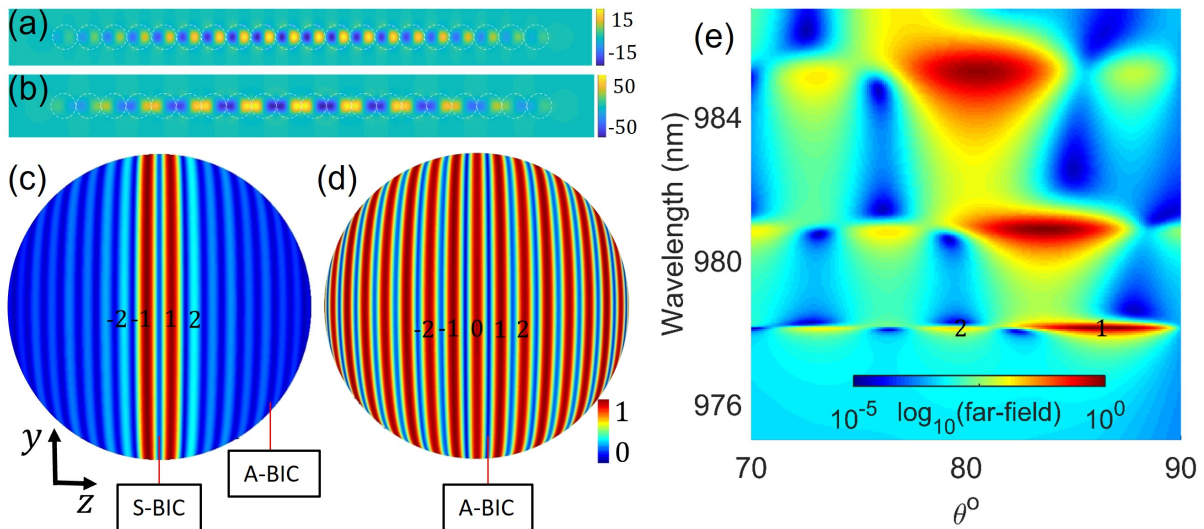 (a)
15
-15
(b)
50
-50
(c)
-2 -1 1 2
y
z
S-BIC
A-BIC
(d)
-2 -1 0 1 2
1
0
A-BIC
(e)
Wavelength (nm)
984
980
976
2 1
10^-5 log_10(far-field) 10^0
70 80 90
θ^o